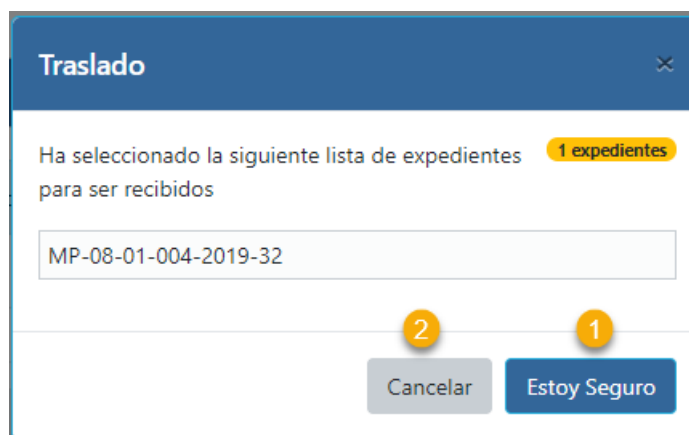 Traslado
Ha seleccionado la siguiente lista de expedientes 1 expedientes
para ser recibidos
MP-08-01-004-2019-32
2 1
Cancelar Estoy Seguro